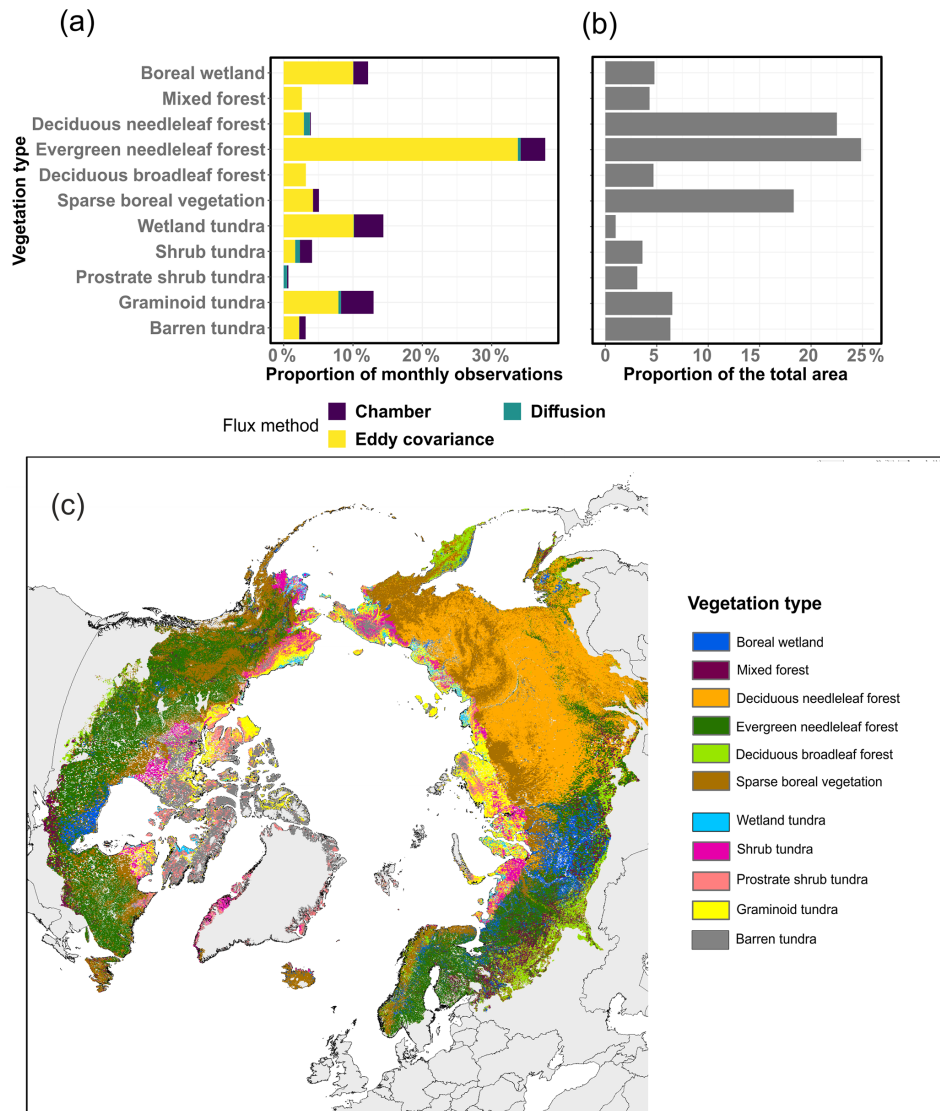 (a)
(b)
Vegetation type
Boreal wetland
Mixed forest
Deciduous needleleaf forest
Evergreen needleleaf forest
Deciduous broadleaf forest
Sparse boreal vegetation
Wetland tundra
Shrub tundra
Prostrate shrub tundra
Graminoid tundra
Barren tundra
0 % 10 % 20 % 30 %
Proportion of monthly observations
0 5 10 15 20 25 %
Proportion of the total area
Flux method
Chamber
Diffusion
Eddy covariance
(c)
Vegetation type
Boreal wetland
Mixed forest
Deciduous needleleaf forest
Evergreen needleleaf forest
Deciduous broadleaf forest
Sparse boreal vegetation
Wetland tundra
Shrub tundra
Prostrate shrub tundra
Graminoid tundra
Barren tundra